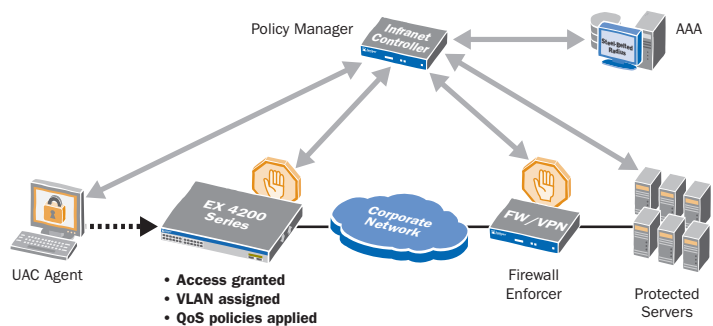 Policy Manager
Infranet
Controller
AAA
Steel-Belted
Radius
EX 4200
Series
Corporate
Network
FW/VPN
UAC Agent
Firewall
Enforcer
Protected
Servers
• Access granted
• VLAN assigned
• QoS policies applied